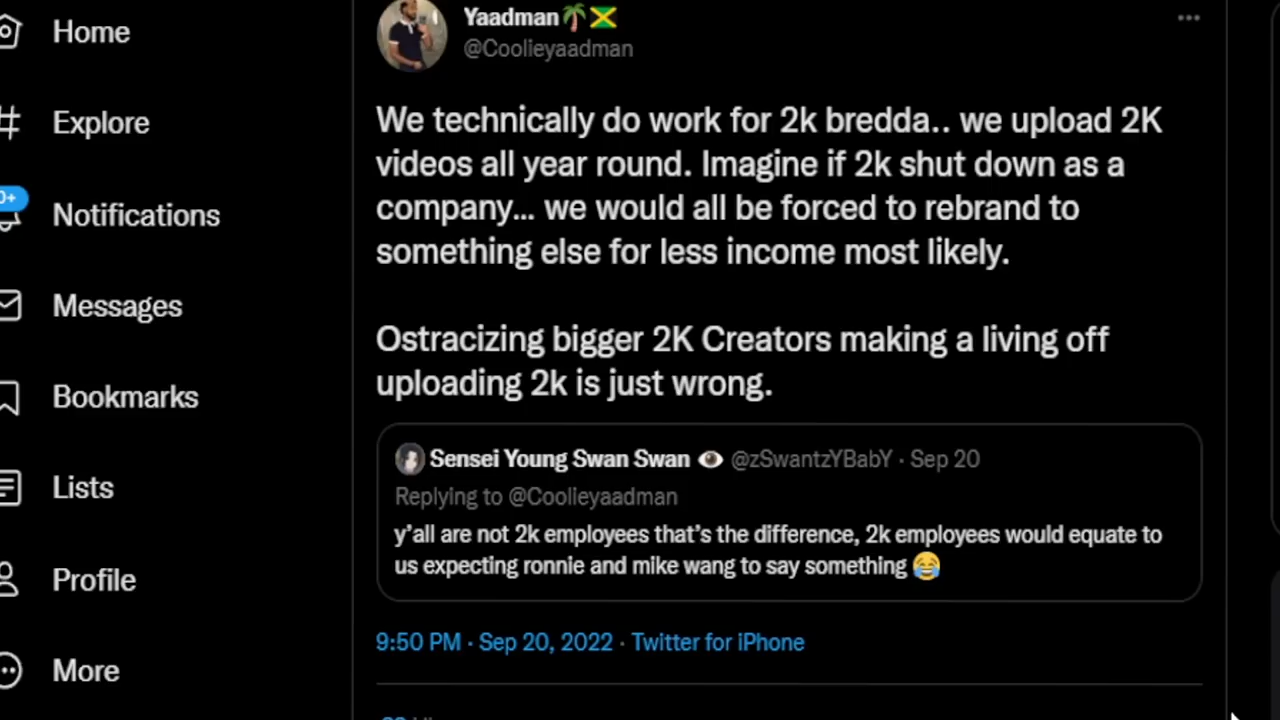 Home
Explore
Notifications
Messages
Bookmarks
Lists
Profile
More
Yaadman🌴🇯🇲
@Coolieyaadman
We technically do work for 2k bredda.. we upload 2K
videos all year round. Imagine if 2k shut down as a
company... we would all be forced to rebrand to
something else for less income most likely.
Ostracizing bigger 2K Creators making a living off
uploading 2k is just wrong.
Sensei Young Swan Swan 👁 @zSwantzYBabY · Sep 20
Replying to @Coolieyaadman
y'all are not 2k employees that's the difference, 2k employees would equate to
us expecting ronnie and mike wang to say something 😂
9:50 PM · Sep 20, 2022 · Twitter for iPhone